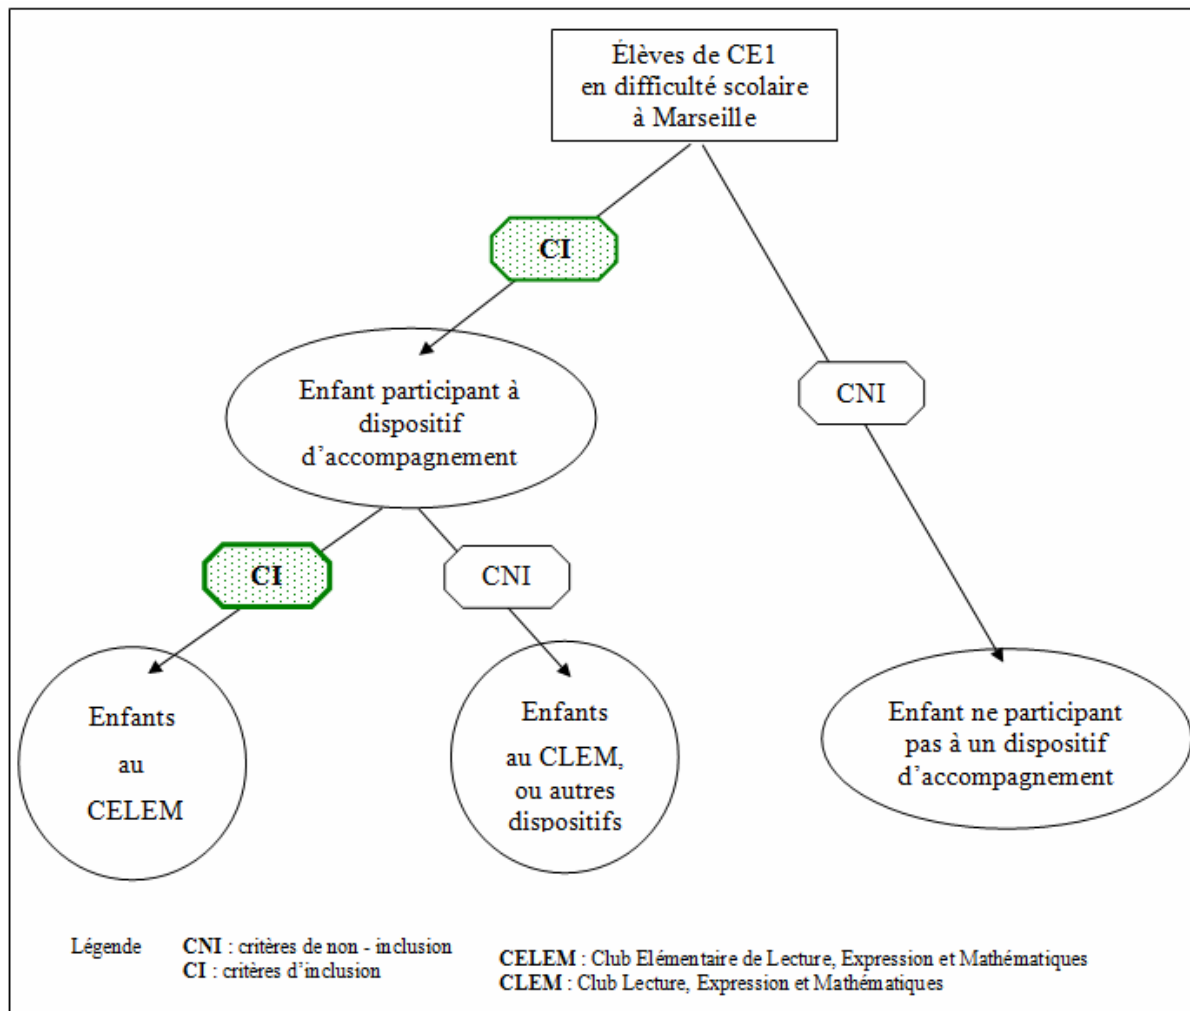 Élèves de CE1
en difficulté scolaire
à Marseille
CI
CNI
Enfant participant à
dispositif
d'accompagnement
CI
CNI
Enfants
au
CELEM
Enfants
au CLEM,
ou autres
dispositifs
Enfant ne participant
pas à un dispositif
d'accompagnement
Légende
CNI : critères de non - inclusion
CI : critères d'inclusion
CELEM : Club Elémentaire de Lecture, Expression et Mathématiques
CLEM : Club Lecture, Expression et Mathématiques